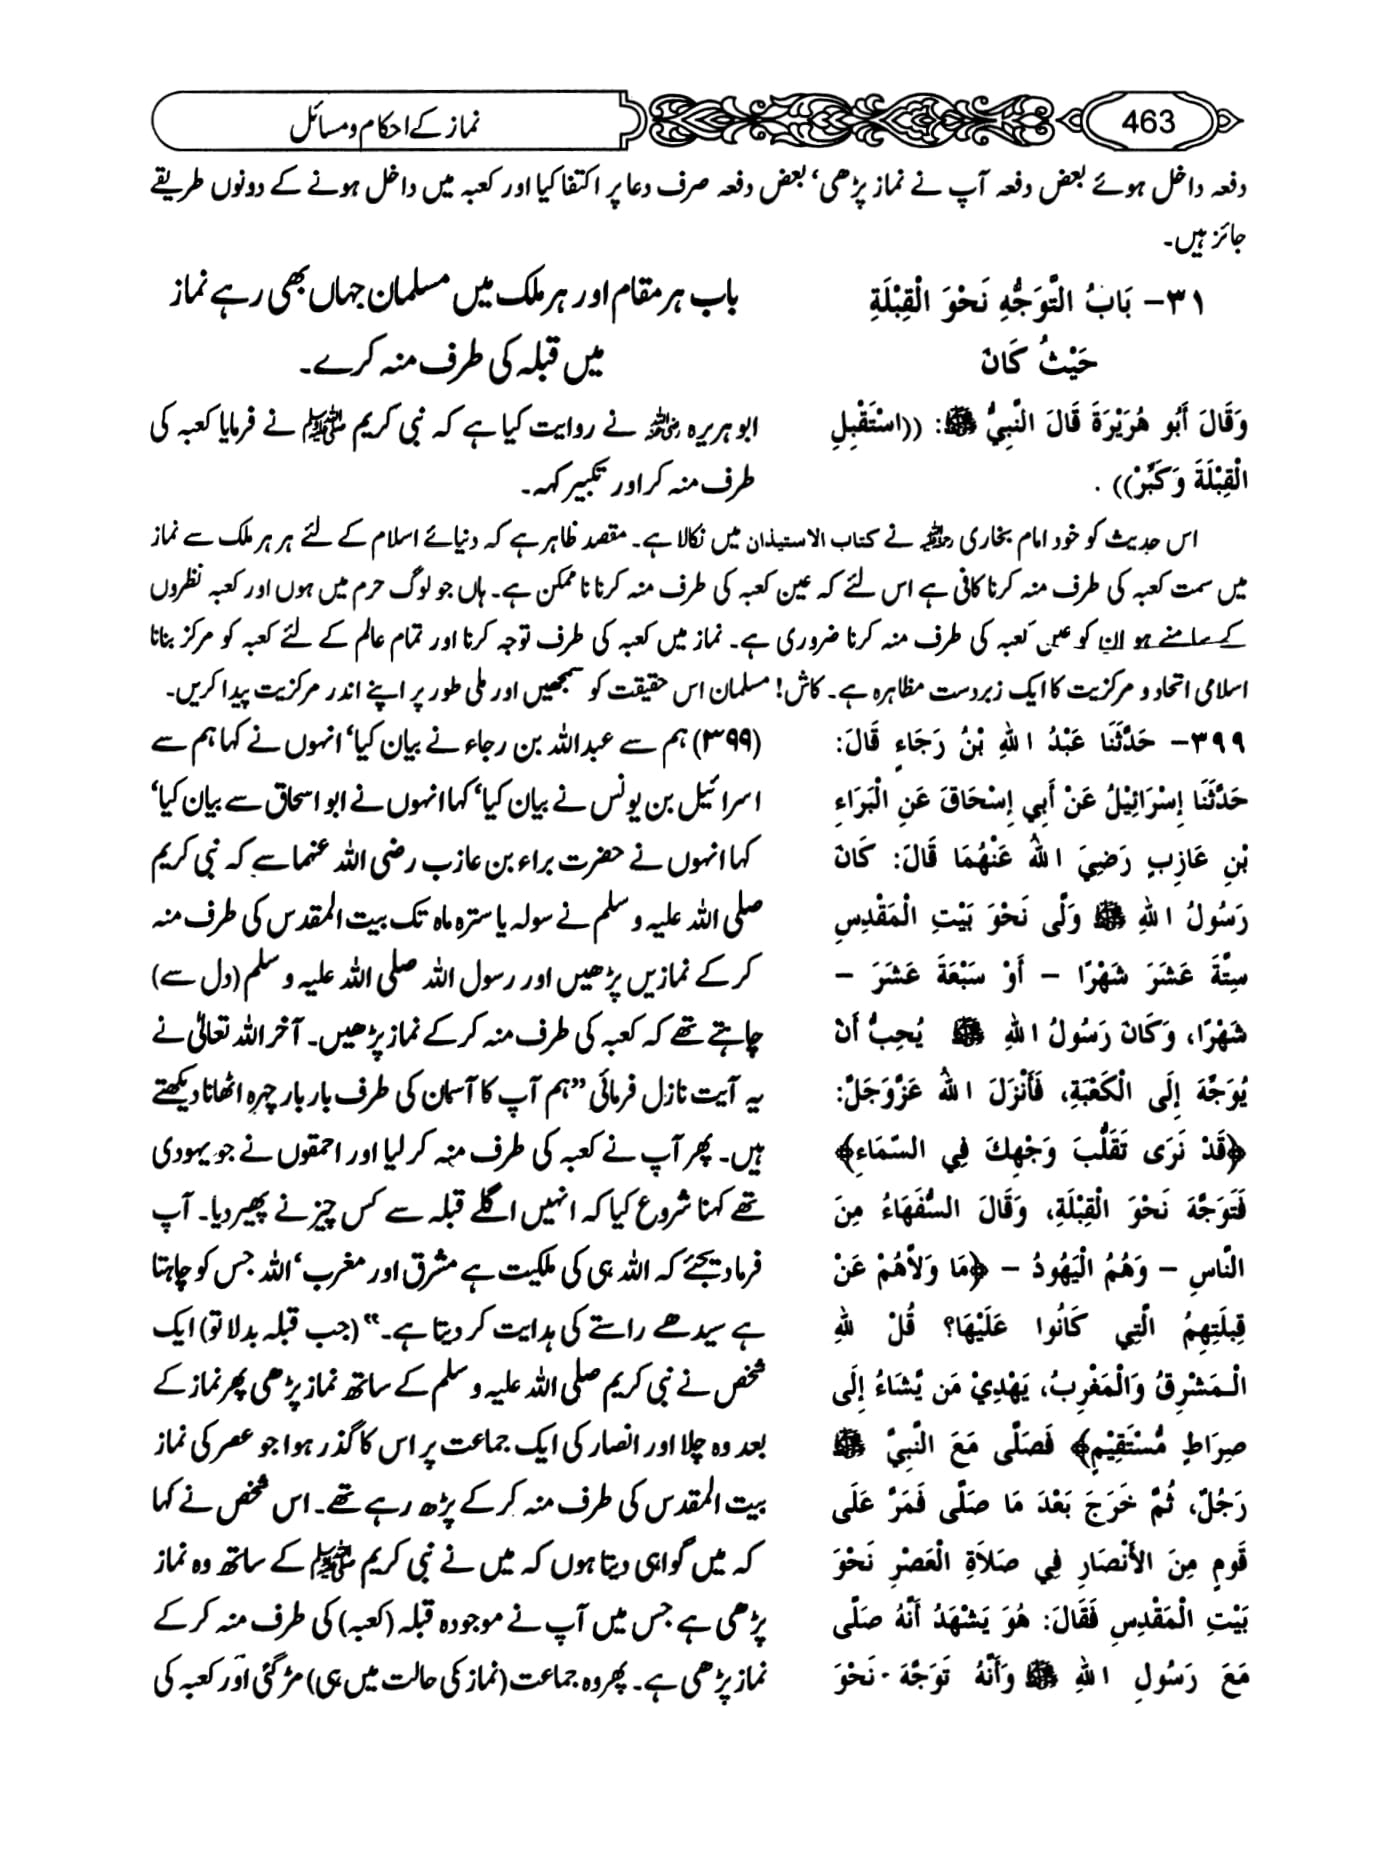 463
نماز کے احکام و مسائل
دفعہ داخل ہوئے بعض دفعہ آپ نے نماز پڑھی، بعض دفعہ صرف دعا پر اکتفا کیا اور کعبہ میں داخل ہونے کے دونوں طریقے
جائز ہیں۔
٣١- بَابُ التَّوَجُّهِ نَحْوَ الْقِبْلَةِ
حَيْثُ كَانَ
وَقَالَ أَبُو هُرَيْرَةَ قَالَ النَّبِيُّ ﷺ: ((اسْتَقْبِلِ
الْقِبْلَةَ وَكَبِّرْ)) .
باب ہر مقام اور ہر ملک میں مسلمان جہاں بھی رہے نماز
میں قبلہ کی طرف منہ کرے۔
ابوہریرہ رضی اللہ عنہ نے روایت کیا ہے کہ نبی کریم ﷺ نے فرمایا کعبہ کی
طرف منہ کر اور تکبیر کہہ۔
اس حدیث کو خود امام بخاری رحمہ اللہ نے کتاب الاستیذان میں نکالا ہے۔ مقصد ظاہر ہے کہ دنیائے اسلام کے لئے ہر ہر ملک سے نماز
میں سمت کعبہ کی طرف منہ کرنا کافی ہے اس لئے کہ عین کعبہ کی طرف منہ کرنا ناممکن ہے۔ ہاں جو لوگ حرم میں ہوں اور کعبہ نظروں
کے سامنے ہو ان کو عین کعبہ کی طرف منہ کرنا ضروری ہے۔ نماز میں کعبہ کی طرف توجہ کرنا اور تمام عالم کے لئے کعبہ کو مرکز بنانا
اسلامی اتحاد و مرکزیت کا ایک زبردست مظاہرہ ہے۔ کاش! مسلمان اس حقیقت کو سمجھیں اور ملی طور پر اپنے اندر مرکزیت پیدا کریں۔
٣٩٩- حَدَّثَنَا عَبْدُ اللهِ بْنُ رَجَاءٍ قَالَ:
حَدَّثَنَا إِسْرَائِيْلُ عَنْ أَبِي إِسْحَاقَ عَنِ الْبَرَاءِ
بْنِ عَازِبٍ رَضِيَ اللهُ عَنْهُمَا قَالَ: كَانَ
رَسُولُ اللهِ ﷺ وَلَّى نَحْوَ بَيْتِ الْمَقْدِسِ
سِتَّةَ عَشَرَ شَهْرًا - أَوْ سَبْعَةَ عَشَرَ -
شَهْرًا، وَكَانَ رَسُولُ اللهِ ﷺ يُحِبُّ أَنْ
يُوَجَّهَ إِلَى الْكَعْبَةِ، فَأَنْزَلَ اللهُ عَزَّوَجَلَّ:
﴿قَدْ نَرَى تَقَلُّبَ وَجْهِكَ فِي السَّمَاءِ﴾
فَتَوَجَّهَ نَحْوَ الْقِبْلَةِ، وَقَالَ السُّفَهَاءُ مِنَ
النَّاسِ - وَهُمُ الْيَهُودُ - ﴿مَا وَلاَّهُمْ عَنْ
قِبْلَتِهِمُ الَّتِي كَانُوا عَلَيْهَا؟ قُلْ للهِ
الْـمَشْرِقُ وَالْمَغْرِبُ، يَهْدِيْ مَن يَّشَاءُ إِلَى
صِرَاطٍ مُسْتَقِيْمٍ﴾ فَصَلَّى مَعَ النَّبِيِّ ﷺ
رَجُلٌ، ثُمَّ خَرَجَ بَعْدَ مَا صَلَّى فَمَرَّ عَلَى
قَومٍ مِنَ الأَنْصَارِ فِي صَلاَةِ الْعَصْرِ نَحْوَ
بَيْتِ الْمَقْدِسِ فَقَالَ: هُوَ يَشْهَدُ أَنَّهُ صَلَّى
مَعَ رَسُولِ اللهِ ﷺ وَأَنَّهُ تَوَجَّهَ نَحْوَ
(۳۹۹) ہم سے عبداللہ بن رجاء نے بیان کیا، انہوں نے کہا ہم سے
اسرائیل بن یونس نے بیان کیا، کہا انہوں نے ابو اسحاق سے بیان کیا،
کہا انہوں نے حضرت براء بن عازب رضی اللہ عنہما سے کہ نبی کریم
صلی اللہ علیہ و سلم نے سولہ یا سترہ ماہ تک بیت المقدس کی طرف منہ
کر کے نمازیں پڑھیں اور رسول اللہ صلی اللہ علیہ و سلم (دل سے)
چاہتے تھے کہ کعبہ کی طرف منہ کر کے نماز پڑھیں۔ آخر اللہ تعالیٰ نے
یہ آیت نازل فرمائی ”ہم آپ کا آسمان کی طرف بار بار چہرہ اٹھانا دیکھتے
ہیں۔ پھر آپ نے کعبہ کی طرف منہ کر لیا اور احمقوں نے جو یہودی
تھے کہنا شروع کیا کہ انہیں اگلے قبلہ سے کس چیز نے پھیر دیا۔ آپ
فرما دیجئے کہ اللہ ہی کی ملکیت ہے مشرق اور مغرب، اللہ جس کو چاہتا
ہے سیدھے راستے کی ہدایت کر دیتا ہے۔“ (جب قبلہ بدلا تو) ایک
شخص نے نبی کریم صلی اللہ علیہ و سلم کے ساتھ نماز پڑھی پھر نماز کے
بعد وہ چلا اور انصار کی ایک جماعت پر اس کا گذر ہوا جو عصر کی نماز
بیت المقدس کی طرف منہ کر کے پڑھ رہے تھے۔ اس شخص نے کہا
کہ میں گواہی دیتا ہوں کہ میں نے نبی کریم ﷺ کے ساتھ وہ نماز
پڑھی ہے جس میں آپ نے موجودہ قبلہ (کعبہ) کی طرف منہ کر کے
نماز پڑھی ہے۔ پھر وہ جماعت (نماز کی حالت میں ہی) مڑ گئی اور کعبہ کی